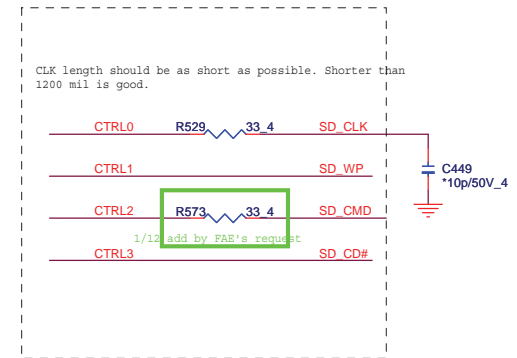 CLK length should be as short as possible. Shorter than
1200 mil is good.
CTRL0 R529 33_4 SD_CLK
CTRL1 SD_WP
C449
*10p/50V_4
CTRL2 R573 33_4 SD_CMD
1/12 add by FAE's request
CTRL3 SD_CD#